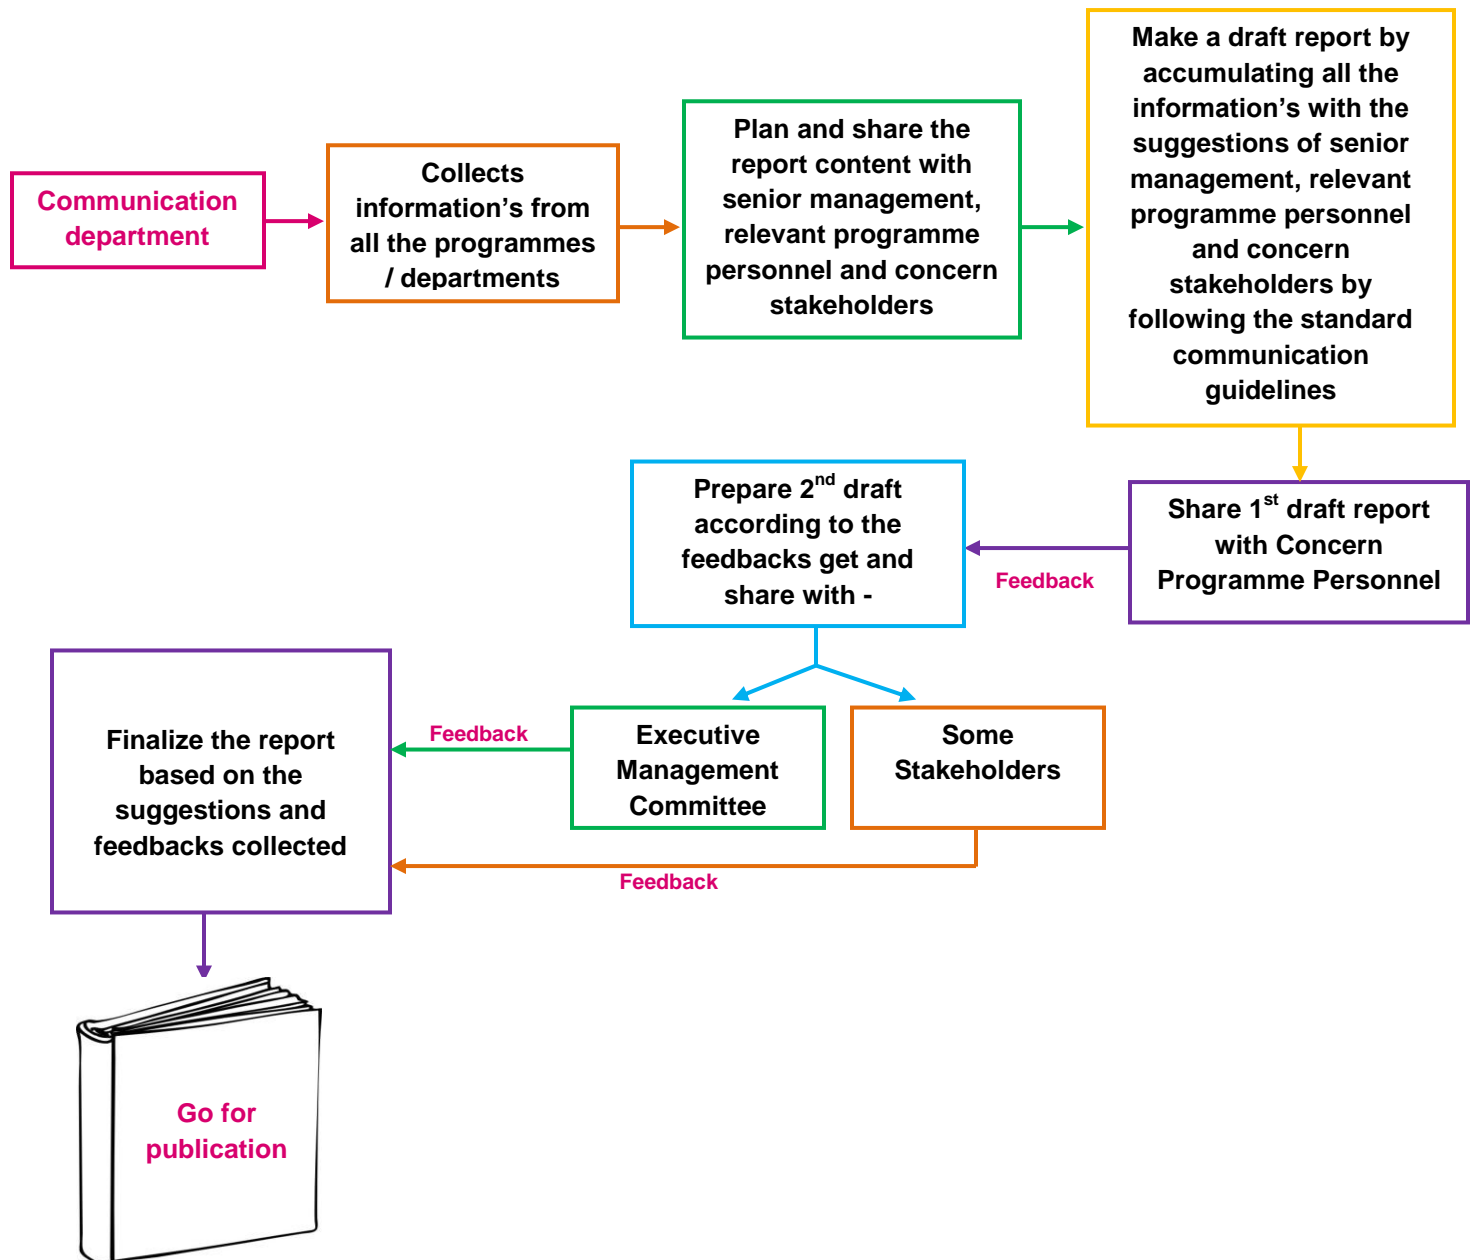 Communication
department
Collects
information’s from
all the programmes
/ departments
Plan and share the
report content with
senior management,
relevant programme
personnel and concern
stakeholders
Make a draft report by
accumulating all the
information’s with the
suggestions of senior
management, relevant
programme personnel
and concern
stakeholders by
following the standard
communication
guidelines
Share 1st draft report
with Concern
Programme Personnel
Feedback
Prepare 2nd draft
according to the
feedbacks get and
share with -
Executive
Management
Committee
Some
Stakeholders
Feedback
Feedback
Finalize the report
based on the
suggestions and
feedbacks collected
Go for
publication